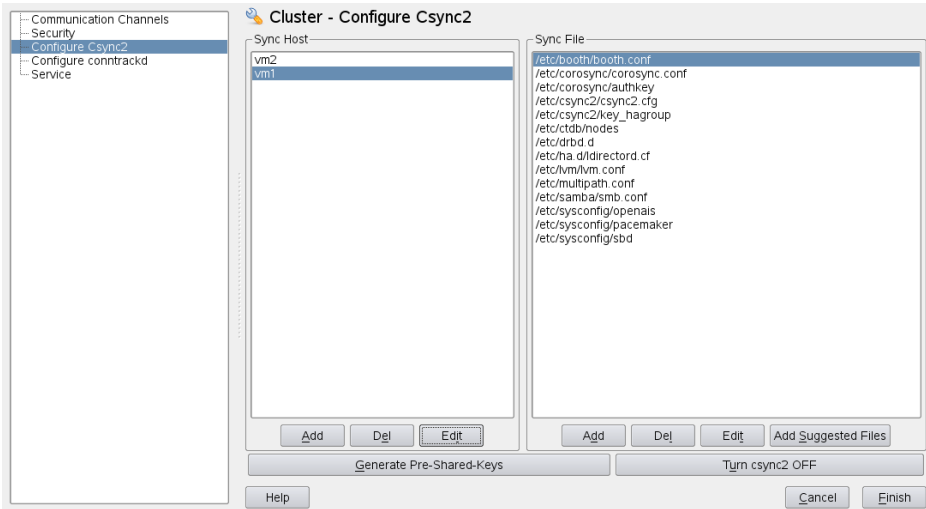 Communication Channels
Security
Configure Csync2
Configure conntrackd
Service
Cluster - Configure Csync2
Sync Host
vm2
vm1
Add Del Edit
Sync File
/etc/booth/booth.conf
/etc/corosync/corosync.conf
/etc/corosync/authkey
/etc/csync2/csync2.cfg
/etc/csync2/key_hagroup
/etc/ctdb/nodes
/etc/drbd.d
/etc/ha.d/ldirectord.cf
/etc/lvm/lvm.conf
/etc/multipath.conf
/etc/samba/smb.conf
/etc/sysconfig/openais
/etc/sysconfig/pacemaker
/etc/sysconfig/sbd
Add Del Edit Add Suggested Files
Generate Pre-Shared-Keys Turn csync2 OFF
Help Cancel Finish